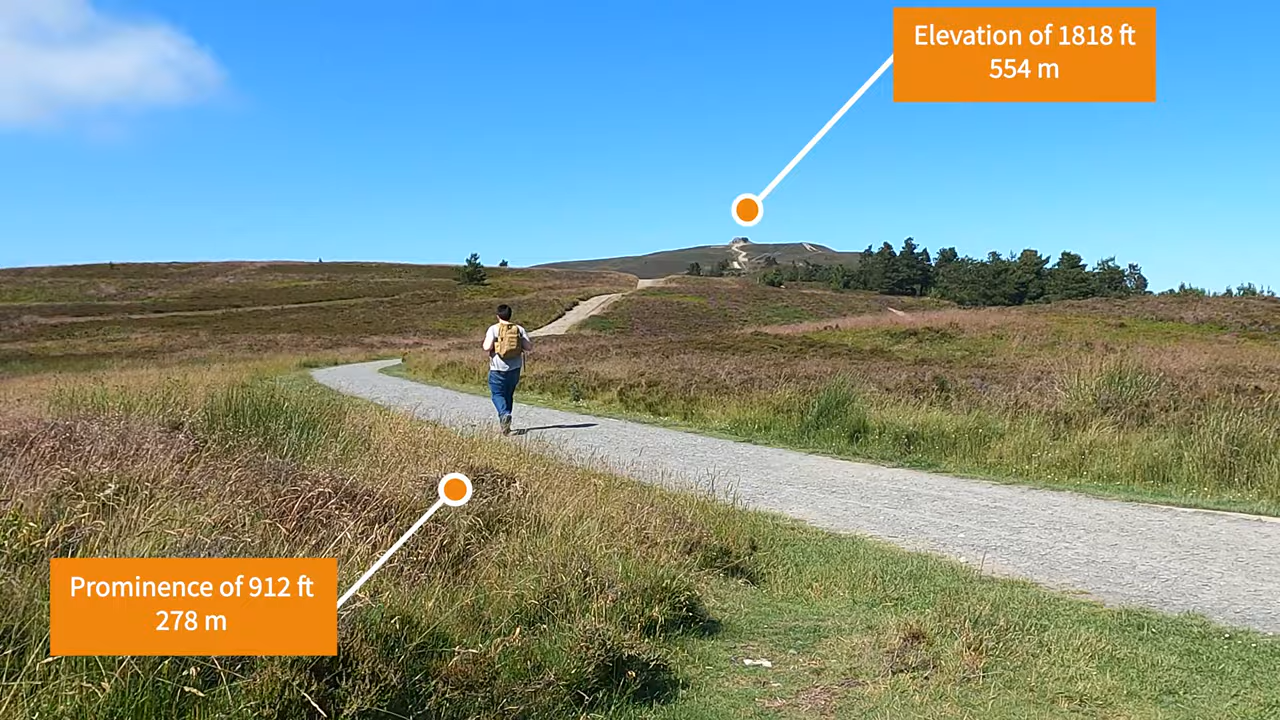 Elevation of 1818 ft
554 m
Prominence of 912 ft
278 m